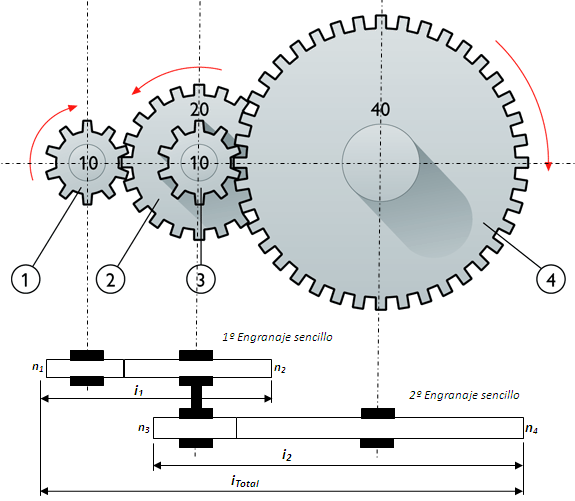 20
40
10
10
1
2
3
4
1º Engranaje sencillo
n1
n2
i1
2º Engranaje sencillo
n3
n4
i2
iTotal